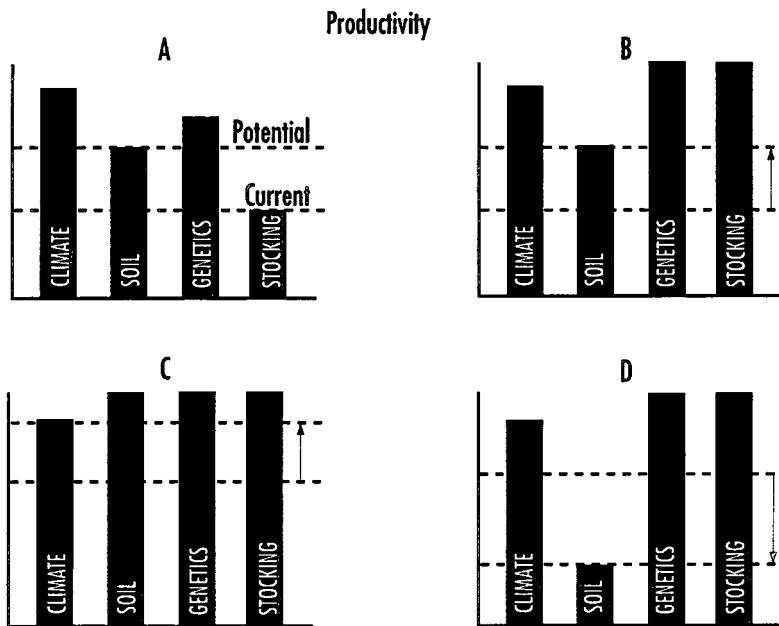 Productivity
A
B
Potential
Current
CLIMATE
SOIL
GENETICS
STOCKING
CLIMATE
SOIL
GENETICS
STOCKING
C
D
CLIMATE
SOIL
GENETICS
STOCKING
CLIMATE
SOIL
GENETICS
STOCKING